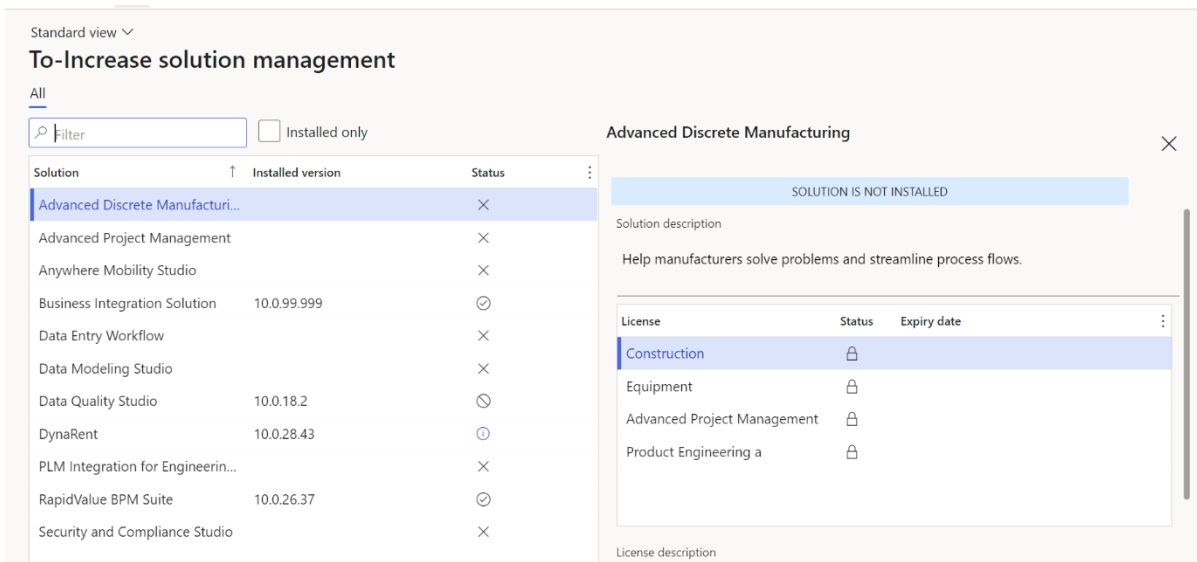 Standard view
To-Increase solution management
All
Filter
Installed only
Solution Installed version Status
Advanced Discrete Manufacturi...
Advanced Project Management
Anywhere Mobility Studio
Business Integration Solution 10.0.99.999
Data Entry Workflow
Data Modeling Studio
Data Quality Studio 10.0.18.2
DynaRent 10.0.28.43
PLM Integration for Engineerin...
RapidValue BPM Suite 10.0.26.37
Security and Compliance Studio
Advanced Discrete Manufacturing
SOLUTION IS NOT INSTALLED
Solution description
Help manufacturers solve problems and streamline process flows.
License Status Expiry date
Construction
Equipment
Advanced Project Management
Product Engineering a
License description